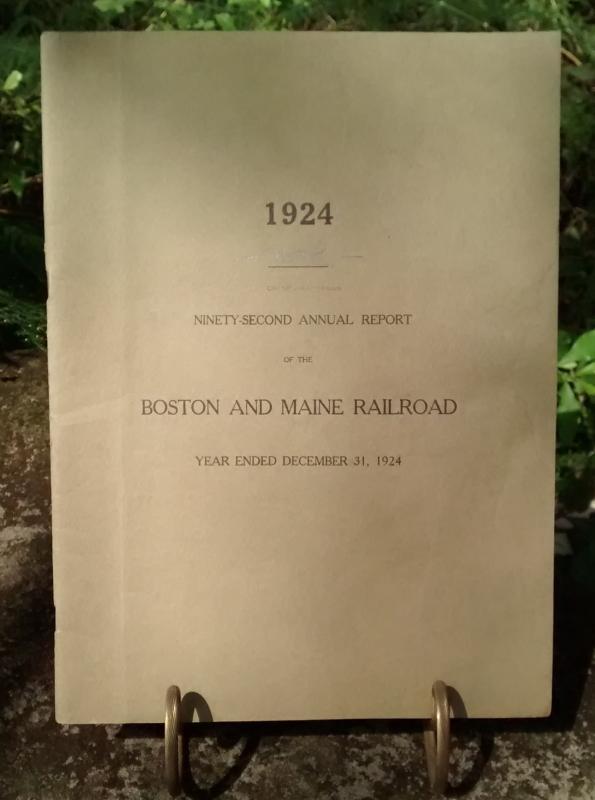 1924
NINETY-SECOND ANNUAL REPORT
OF THE
BOSTON AND MAINE RAILROAD
YEAR ENDED DECEMBER 31, 1924